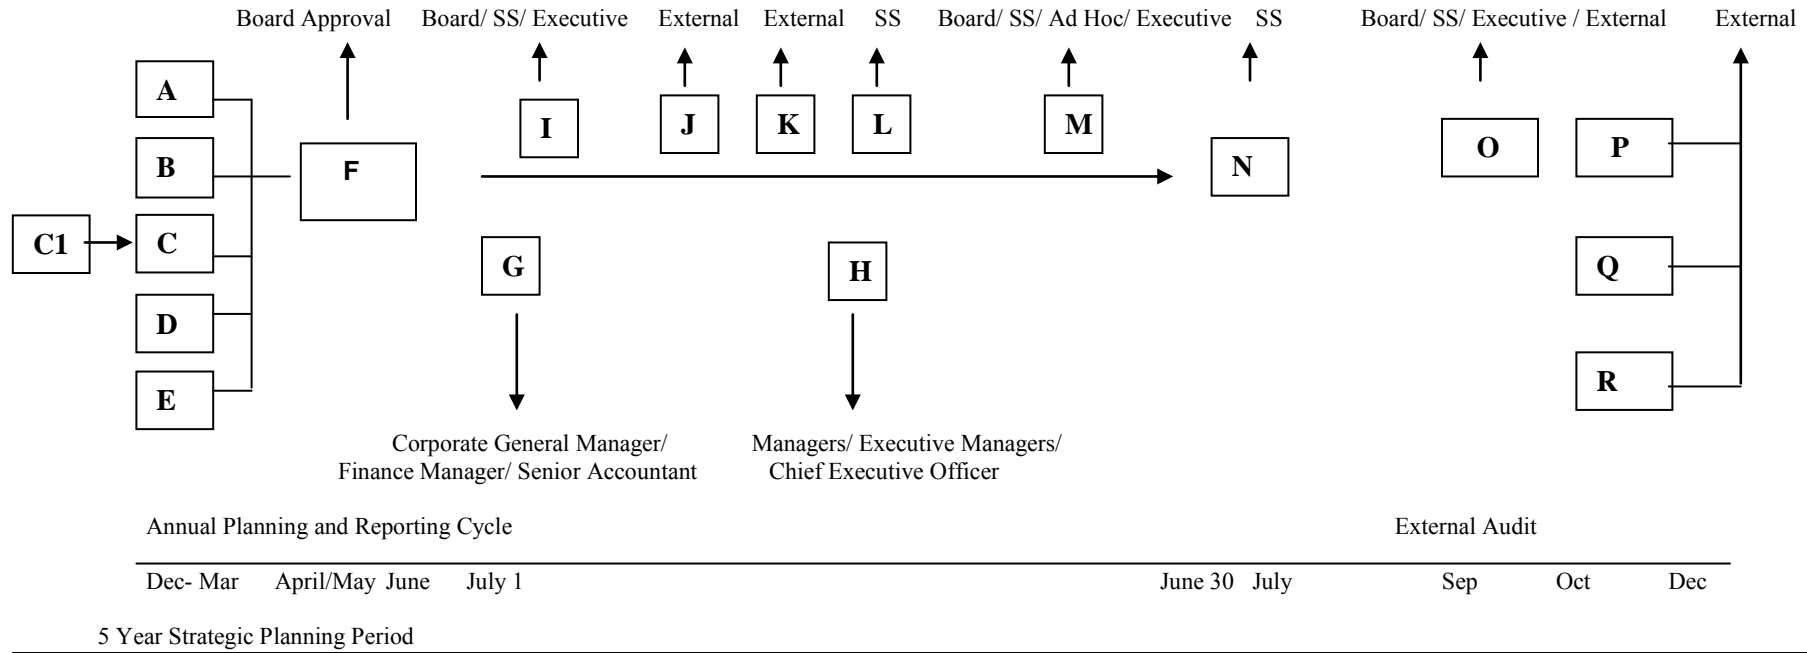 Board Approval
Board/ SS/ Executive
External
External
SS
Board/ SS/ Ad Hoc/ Executive
SS
Board/ SS/ Executive / External
External
A
B
C1
C
D
E
F
I
J
K
L
M
N
O
P
G
H
Q
R
Corporate General Manager/
Finance Manager/ Senior Accountant
Managers/ Executive Managers/
Chief Executive Officer
Annual Planning and Reporting Cycle
External Audit
Dec- Mar
April/May
June
July 1
June 30
July
Sep
Oct
Dec
5 Year Strategic Planning Period